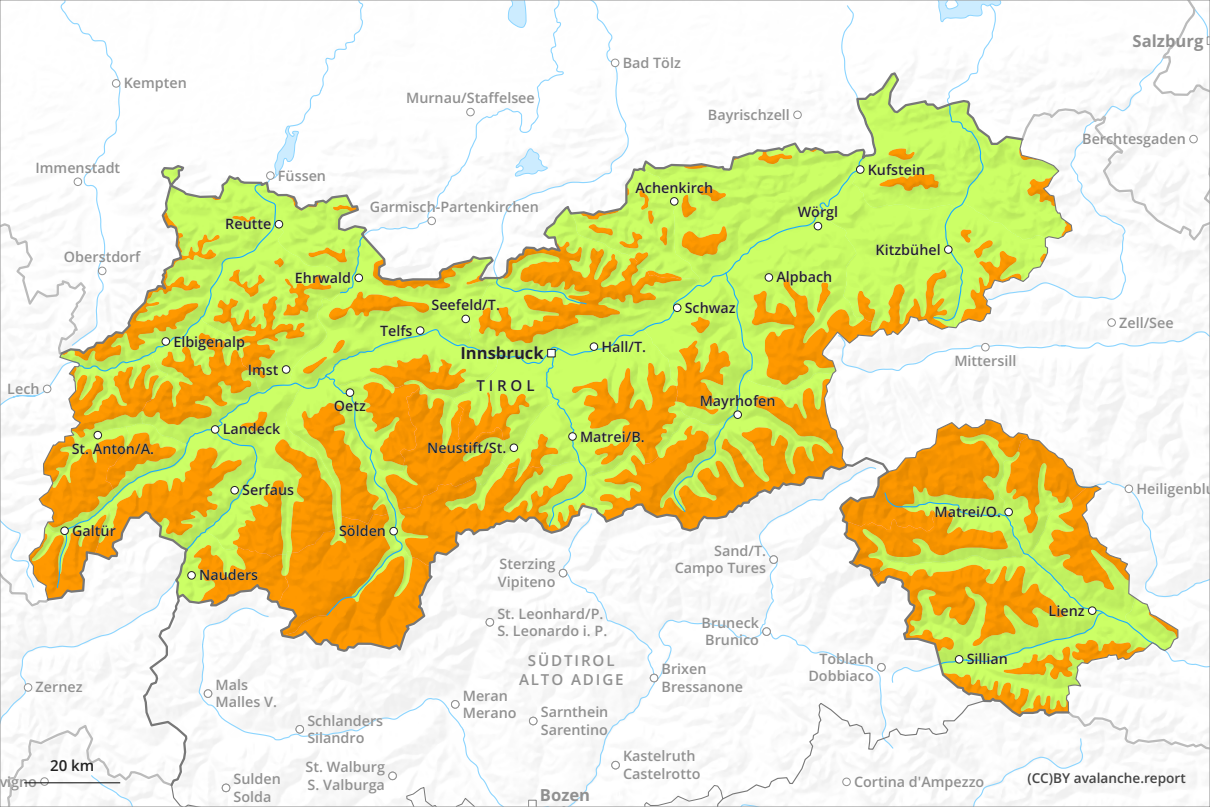 Salzburg
Bad Tölz
Kempten
Murnau/Staffelsee
Bayrischzell
Berchtesgaden
Immenstadt
Füssen
Kufstein
Achenkirch
Garmisch-Partenkirchen
Wörgl
Reutte
Kitzbühel
Oberstdorf
Ehrwald
Alpbach
Seefeld/T.
Schwaz
Telfs
Zell/See
Elbigenalp
Innsbruck
Hall/T.
Mittersill
Imst
TIROL
Lech
Oetz
Mayrhofen
Landeck
Matrei/B.
St. Anton/A.
Neustift/St.
Serfaus
Heiligenblu
Matrei/O.
Galtür
Sölden
Sand/T.
Campo Tures
Sterzing
Vipiteno
Nauders
Lienz
St. Leonhard/P.
S. Leonardo i. P.
Bruneck
Brunico
SÜDTIROL
ALTO ADIGE
Toblach
Dobbiaco
Sillian
Brixen
Bressanone
Zernez
Mals
Malles V.
Meran
Merano
Sarnthein
Sarentino
Schlanders
Silandro
Kastelruth
Castelrotto
20 km
St. Walburg
S. Valburga
vigno
Sulden
Solda
Cortina d'Ampezzo
(CC)BY avalanche.report
Bozen